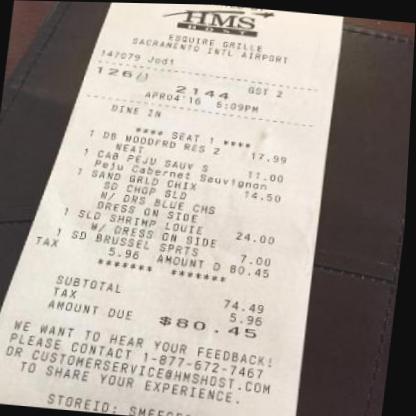 HMS
HOST
ESQUIRE GRILLE
SACRAMENTO INTL AIRPORT
147079 Jodi
126/1 2144 GST 2
APR04'16 6:09PM
DINE IN
**** SEAT 1 ****
1 DB WOODFRD RES 2 17.99
NEAT
1 CAB PEJU SAUV S 11.00
Peju Cabernet Sauvignon
1 SAND GRLD CHIX 14.50
SD CHOP SLD
W/ DRS BLUE CHS
DRESS ON SIDE
1 SLD SHRIMP LOUIE 24.00
W/ DRESS ON SIDE
1 SD BRUSSEL SPRTS 7.00
TAX 5.96 AMOUNT D 80.45
******* *******
SUBTOTAL 74.49
TAX 5.96
AMOUNT DUE $80.45
WE WANT TO HEAR YOUR FEEDBACK!
PLEASE CONTACT 1-877-672-7467
OR CUSTOMERSERVICE@HMSHOST.COM
TO SHARE YOUR EXPERIENCE.
STOREID: